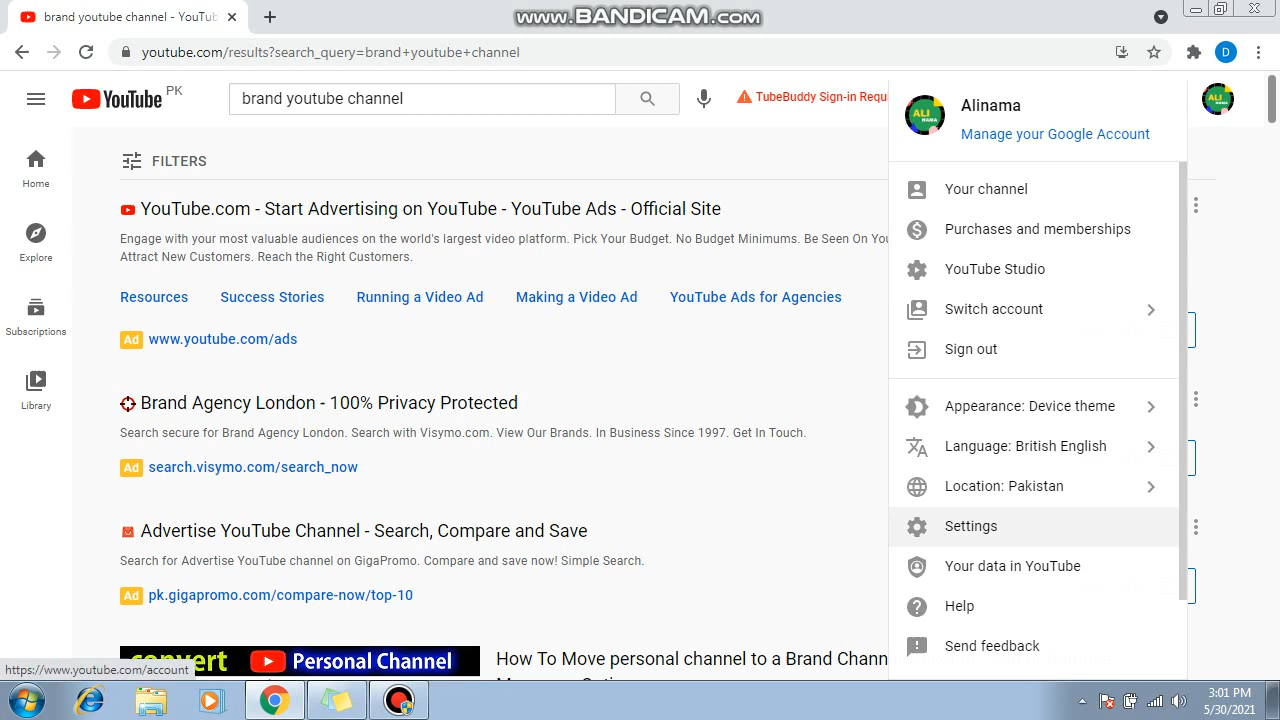 brand youtube channel - YouTub
www.BANDICAM.com
youtube.com/results?search_query=brand+youtube+channel
D
YouTube PK
brand youtube channel
TubeBuddy Sign-in Requ
Alinama
Manage your Google Account
ALI
NAMA
ALI
NAMA
Home
Explore
Subscriptions
Library
FILTERS
YouTube.com - Start Advertising on YouTube - YouTube Ads - Official Site
Engage with your most valuable audiences on the world's largest video platform. Pick Your Budget. No Budget Minimums. Be Seen On You
Attract New Customers. Reach the Right Customers.
Resources Success Stories Running a Video Ad Making a Video Ad YouTube Ads for Agencies
Ad www.youtube.com/ads
Brand Agency London - 100% Privacy Protected
Search secure for Brand Agency London. Search with Visymo.com. View Our Brands. In Business Since 1997. Get In Touch.
Ad search.visymo.com/search_now
Advertise YouTube Channel - Search, Compare and Save
Search for Advertise YouTube channel on GigaPromo. Compare and save now! Simple Search.
Ad pk.gigapromo.com/compare-now/top-10
convert Personal Channel
How To Move personal channel to a Brand Chann
Your channel
Purchases and memberships
YouTube Studio
Switch account
Sign out
Appearance: Device theme
Language: British English
Location: Pakistan
Settings
Your data in YouTube
Help
Send feedback
https://www.youtube.com/account
3:01 PM
5/30/2021